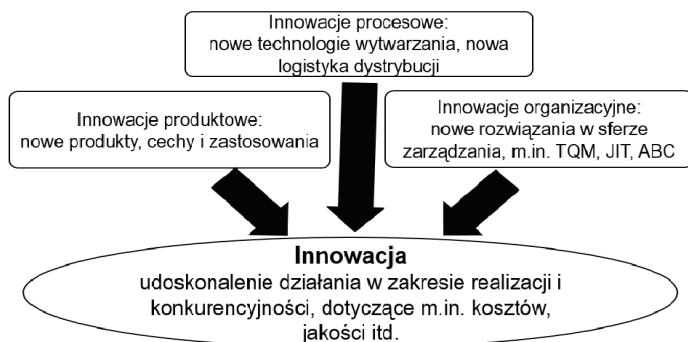 Innowacje procesowe:
nowe technologie wytwarzania, nowa
logistyka dystrybucji
Innowacje produktowe:
nowe produkty, cechy i zastosowania
Innowacje organizacyjne:
nowe rozwiązania w sferze
zarządzania, m.in. TQM, JIT, ABC
Innowacja
udoskonalenie działania w zakresie realizacji i
konkurencyjności, dotyczące m.in. kosztów,
jakości itd.